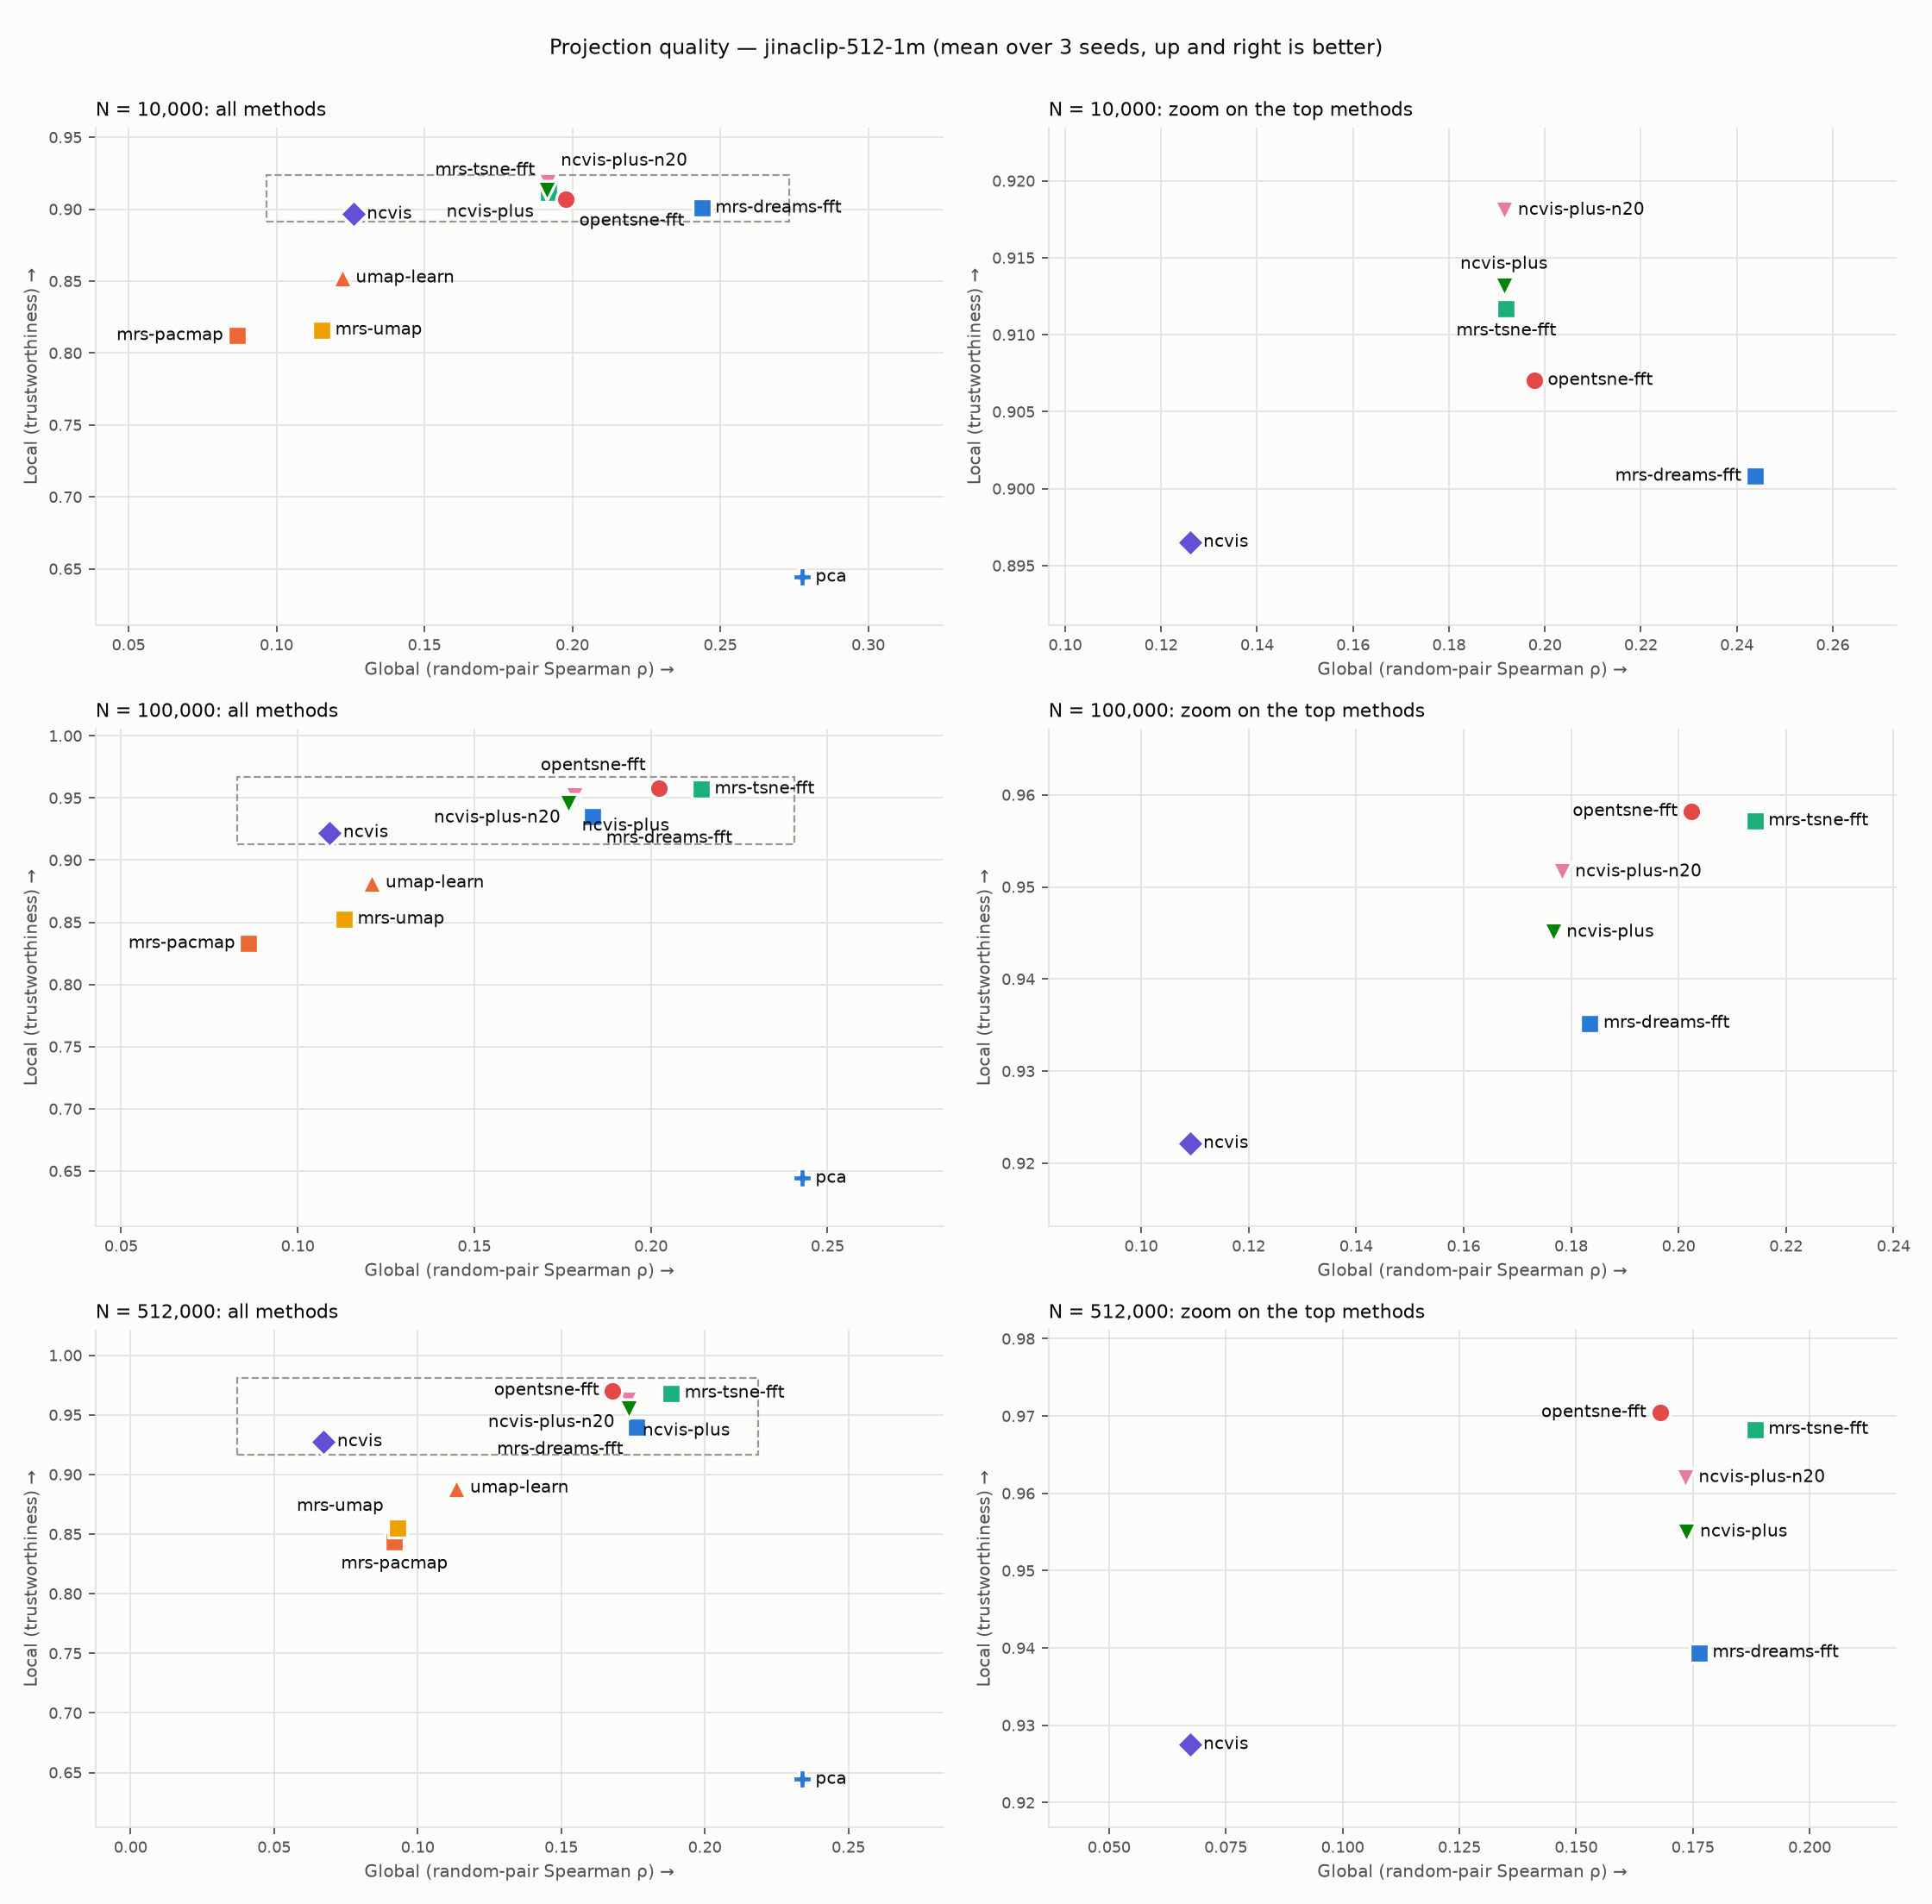 Projection quality — jinaclip-512-1m (mean over 3 seeds, up and right is better)
N = 10,000: all methods
0.95
0.90
0.85
0.80
0.75
0.70
0.65
Local (trustworthiness) →
mrs-tsne-fft
ncvis-plus-n20
ncvis
ncvis-plus
opentsne-fft
mrs-dreams-fft
umap-learn
mrs-pacmap
mrs-umap
pca
0.05
0.10
0.15
0.20
0.25
0.30
Global (random-pair Spearman ρ) →
N = 10,000: zoom on the top methods
0.920
0.915
0.910
0.905
0.900
0.895
Local (trustworthiness) →
ncvis-plus-n20
ncvis-plus
mrs-tsne-fft
opentsne-fft
mrs-dreams-fft
ncvis
0.10
0.12
0.14
0.16
0.18
0.20
0.22
0.24
0.26
Global (random-pair Spearman ρ) →
N = 100,000: all methods
1.00
0.95
0.90
0.85
0.80
0.75
0.70
0.65
Local (trustworthiness) →
opentsne-fft
mrs-tsne-fft
ncvis-plus-n20
ncvis-plus
mrs-dreams-fft
ncvis
umap-learn
mrs-umap
mrs-pacmap
pca
0.05
0.10
0.15
0.20
0.25
Global (random-pair Spearman ρ) →
N = 100,000: zoom on the top methods
0.96
0.95
0.94
0.93
0.92
Local (trustworthiness) →
opentsne-fft
mrs-tsne-fft
ncvis-plus-n20
ncvis-plus
mrs-dreams-fft
ncvis
0.10
0.12
0.14
0.16
0.18
0.20
0.22
0.24
Global (random-pair Spearman ρ) →
N = 512,000: all methods
1.00
0.95
0.90
0.85
0.80
0.75
0.70
0.65
Local (trustworthiness) →
opentsne-fft
mrs-tsne-fft
ncvis-plus-n20
ncvis-plus
ncvis
mrs-dreams-fft
umap-learn
mrs-umap
mrs-pacmap
pca
0.00
0.05
0.10
0.15
0.20
0.25
Global (random-pair Spearman ρ) →
N = 512,000: zoom on the top methods
0.98
0.97
0.96
0.95
0.94
0.93
0.92
Local (trustworthiness) →
opentsne-fft
mrs-tsne-fft
ncvis-plus-n20
ncvis-plus
mrs-dreams-fft
ncvis
0.050
0.075
0.100
0.125
0.150
0.175
0.200
Global (random-pair Spearman ρ) →